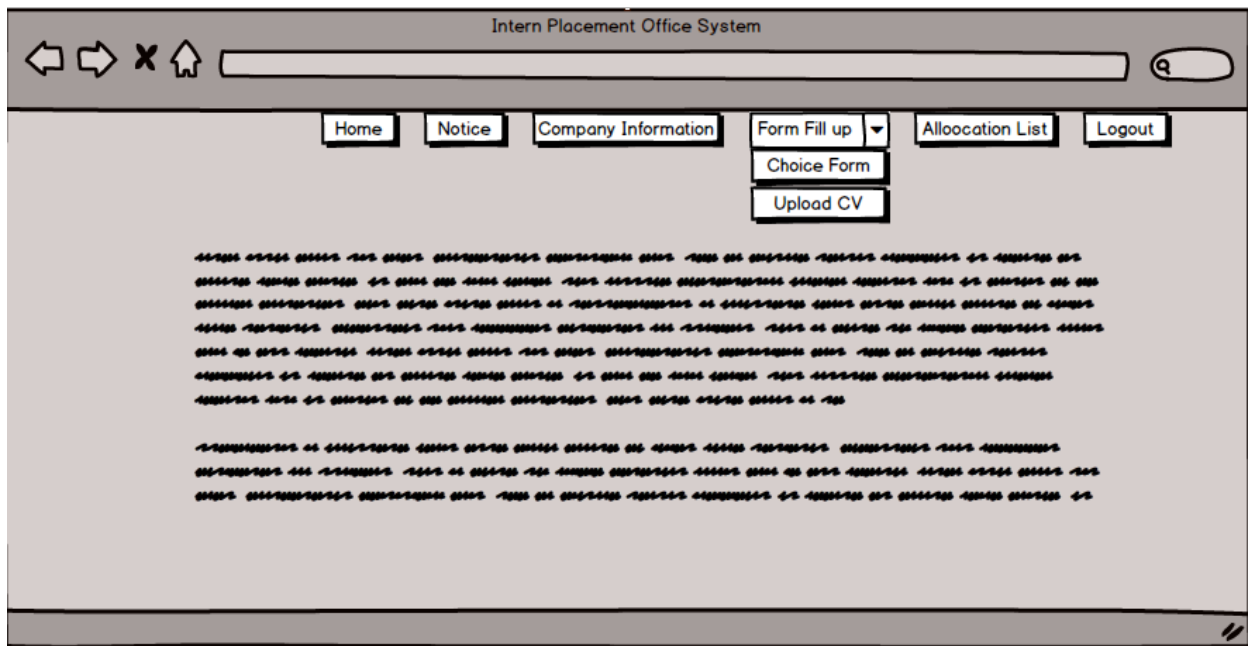 Intern Placement Office System
Home Notice Company Information Form Fill up Alloocation List Logout
Choice Form
Upload CV